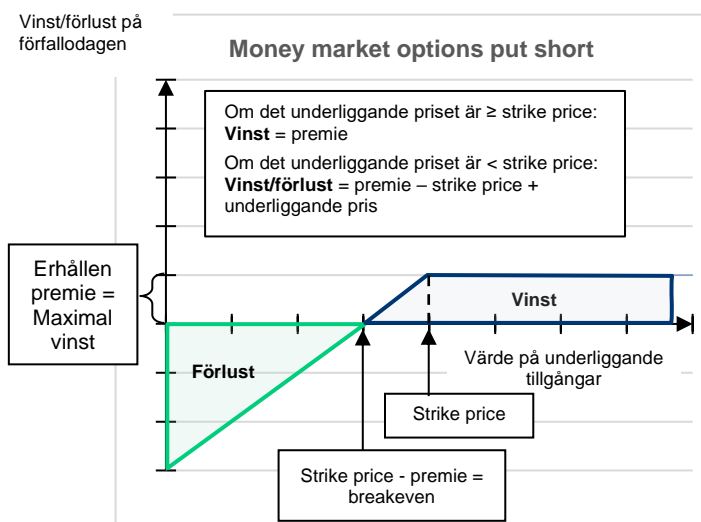 Vinst/förlust på
förfallodagen
Money market options put short
Om det underliggande priset är ≥ strike price:
Vinst = premie
Om det underliggande priset är < strike price:
Vinst/förlust = premie – strike price +
underliggande pris
Erhållen
premie =
Maximal
vinst
Vinst
Förlust
Värde på underliggande
tillgångar
Strike price
Strike price - premie =
breakeven